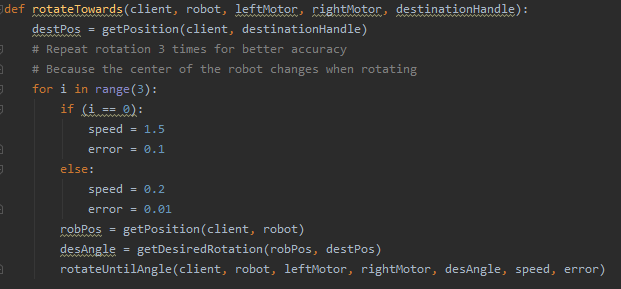 def rotateTowards(client, robot, leftMotor, rightMotor, destinationHandle):
    destPos = getPosition(client, destinationHandle)
    # Repeat rotation 3 times for better accuracy
    # Because the center of the robot changes when rotating
    for i in range(3):
        if (i == 0):
            speed = 1.5
            error = 0.1
        else:
            speed = 0.2
            error = 0.01
        robPos = getPosition(client, robot)
        desAngle = getDesiredRotation(robPos, destPos)
        rotateUntilAngle(client, robot, leftMotor, rightMotor, desAngle, speed, error)